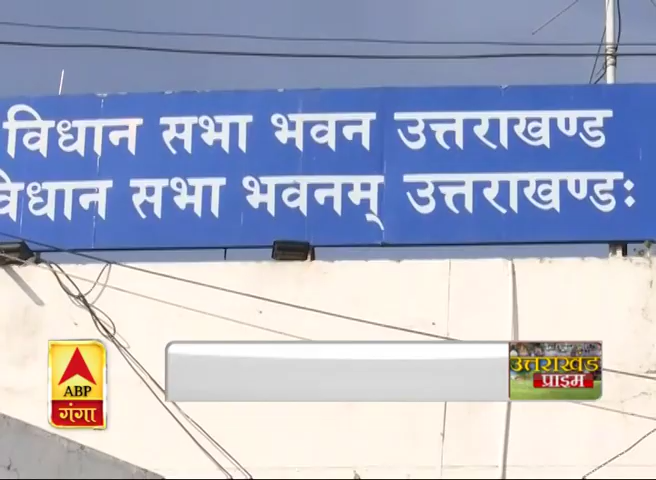 विधान सभा भवन उत्तराखण्ड
विधान सभा भवनम् उत्तराखण्डः
ABP
गंगा
उत्तराखंड
प्राइम